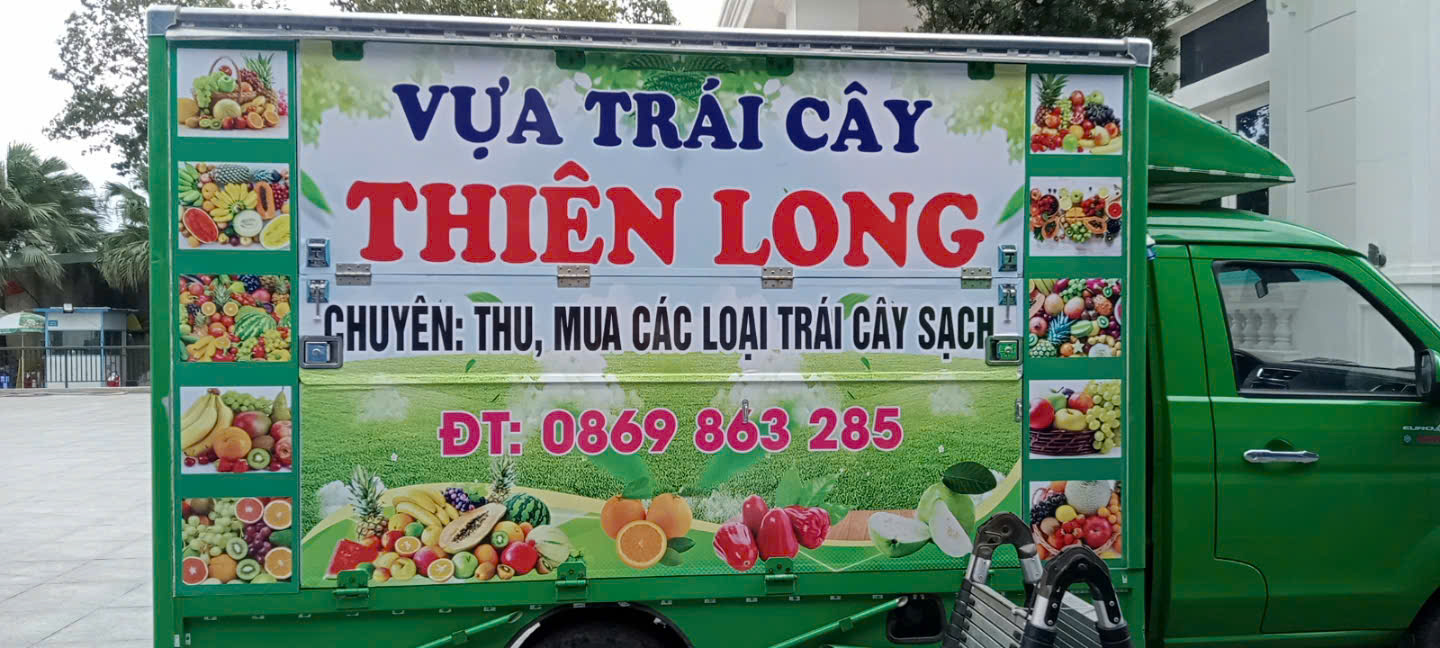 VỰA TRÁI CÂY
THIÊN LONG
CHUYÊN: THU, MUA CÁC LOẠI TRÁI CÂY SẠCH
ĐT: 0869 863 285